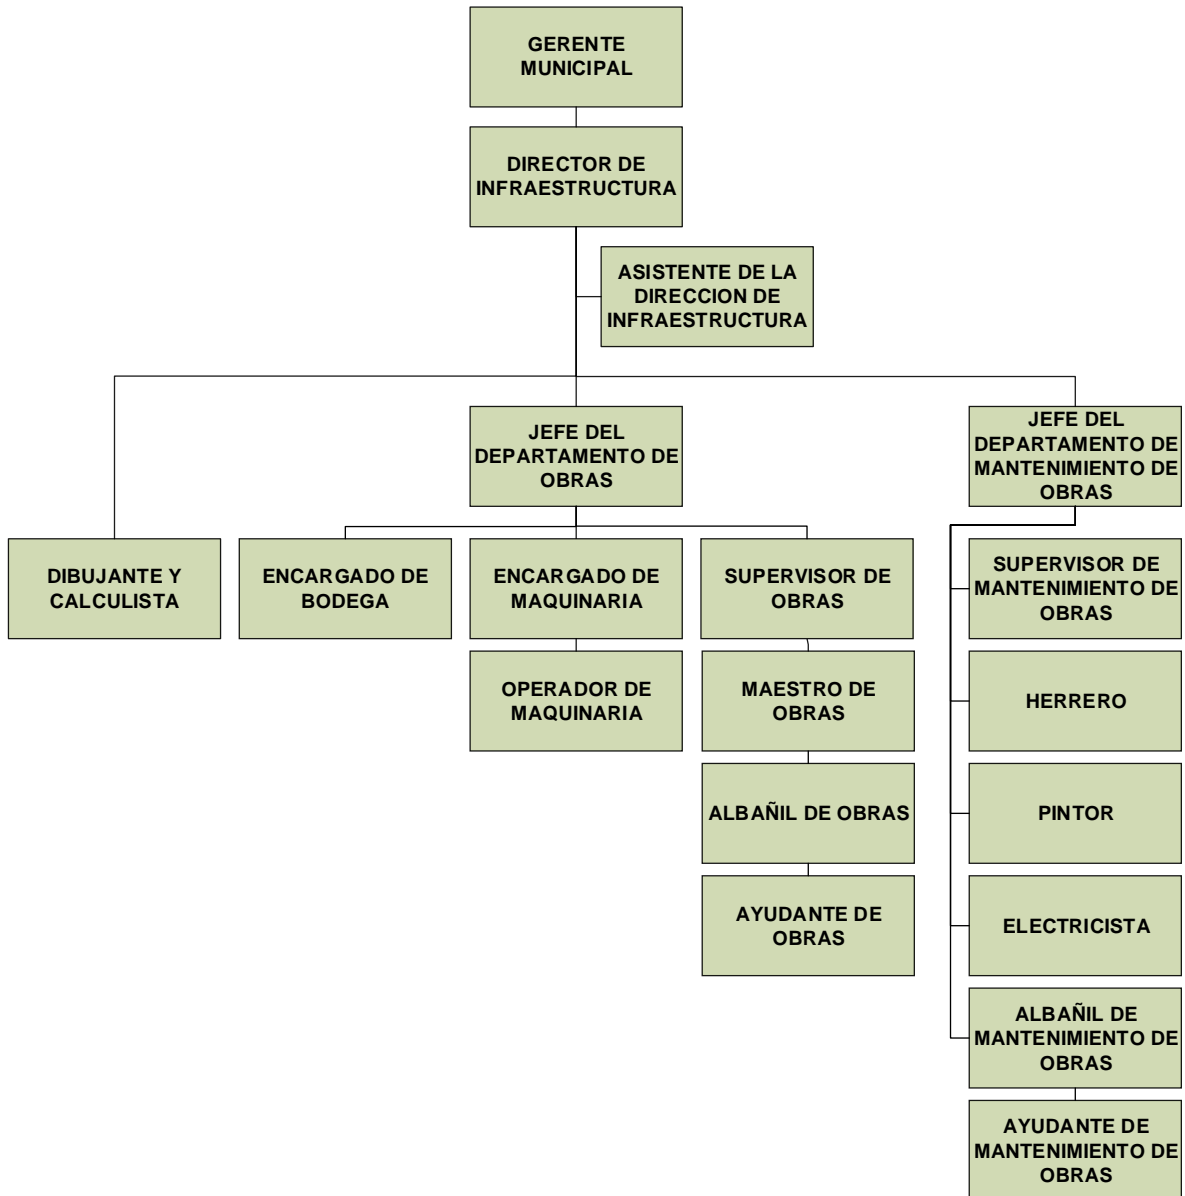 GERENTE
MUNICIPAL
DIRECTOR DE
INFRAESTRUCTURA
ASISTENTE DE LA
DIRECCION DE
INFRAESTRUCTURA
JEFE DEL
DEPARTAMENTO DE
OBRAS
JEFE DEL
DEPARTAMENTO DE
MANTENIMIENTO DE
OBRAS
DIBUJANTE Y
CALCULISTA
ENCARGADO DE
BODEGA
ENCARGADO DE
MAQUINARIA
SUPERVISOR DE
OBRAS
SUPERVISOR DE
MANTENIMIENTO DE
OBRAS
OPERADOR DE
MAQUINARIA
MAESTRO DE
OBRAS
HERRERO
ALBAÑIL DE OBRAS
PINTOR
AYUDANTE DE
OBRAS
ELECTRICISTA
ALBAÑIL DE
MANTENIMIENTO DE
OBRAS
AYUDANTE DE
MANTENIMIENTO DE
OBRAS